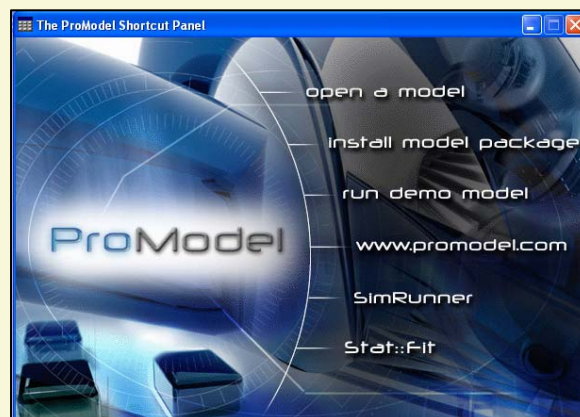 The ProModel Shortcut Panel
open a model
install model package
run demo model
ProModel
www.promodel.com
SimRunner
Stat::Fit